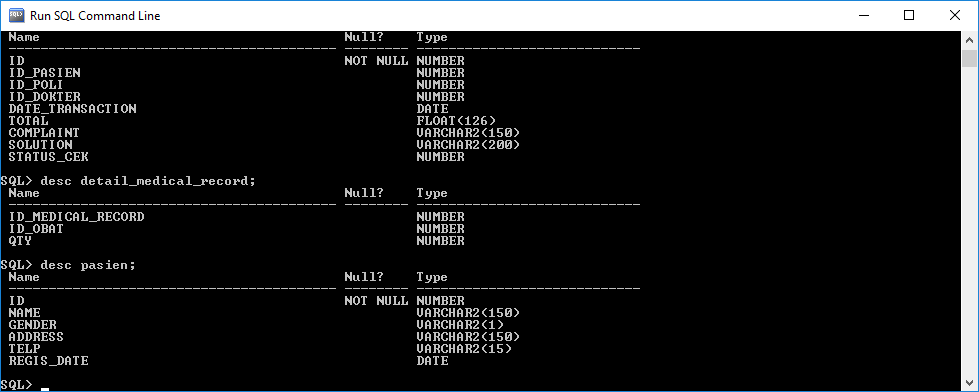 Run SQL Command Line
Name Null? Type
----------------------------------------- -------- ----------------------------
ID NOT NULL NUMBER
ID_PASIEN NUMBER
ID_POLI NUMBER
ID_DOKTER NUMBER
DATE_TRANSACTION DATE
TOTAL FLOAT(126)
COMPLAINT VARCHAR2(150)
SOLUTION VARCHAR2(200)
STATUS_CEK NUMBER
SQL> desc detail_medical_record;
Name Null? Type
----------------------------------------- -------- ----------------------------
ID_MEDICAL_RECORD NUMBER
ID_OBAT NUMBER
QTY NUMBER
SQL> desc pasien;
Name Null? Type
----------------------------------------- -------- ----------------------------
ID NOT NULL NUMBER
NAME VARCHAR2(150)
GENDER VARCHAR2(1)
ADDRESS VARCHAR2(150)
TELP VARCHAR2(15)
REGIS_DATE DATE
SQL> _